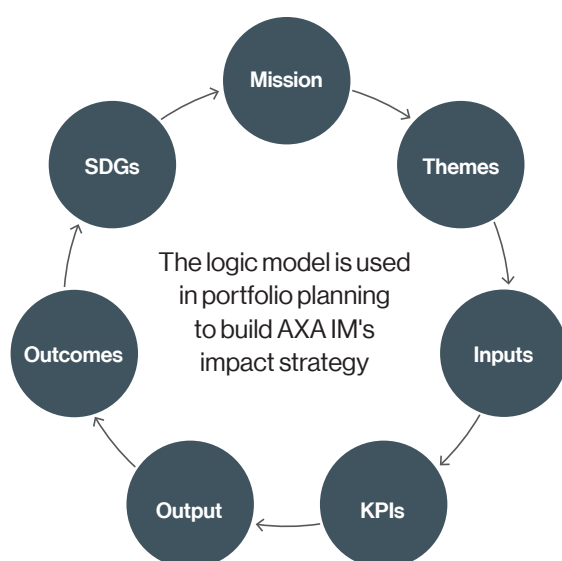 Mission
Themes
SDGs
The logic model is used
in portfolio planning
to build AXA IM's
impact strategy
Outcomes
Inputs
Output
KPIs